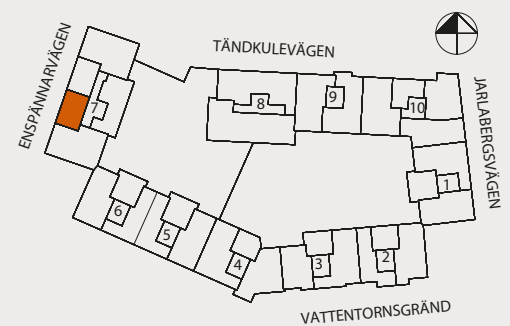 TÄNDKULEVÄGEN
ENSPÄNNARVÄGEN
JARLABERGSVÄGEN
7
8
9
10
1
6
5
4
3
2
VATTENTORNSGRÄND